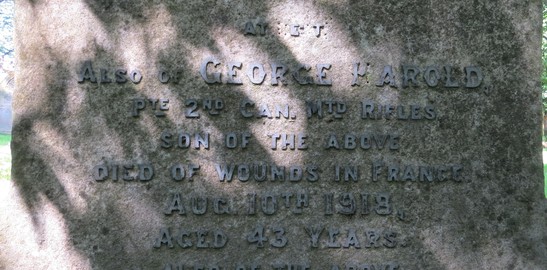 ALSO OF GEORGE HAROLD,
PTE 2ND CAN. MTD RIFLES,
SON OF THE ABOVE
DIED OF WOUNDS IN FRANCE
AUG. 10TH 1918,
AGED 43 YEARS.